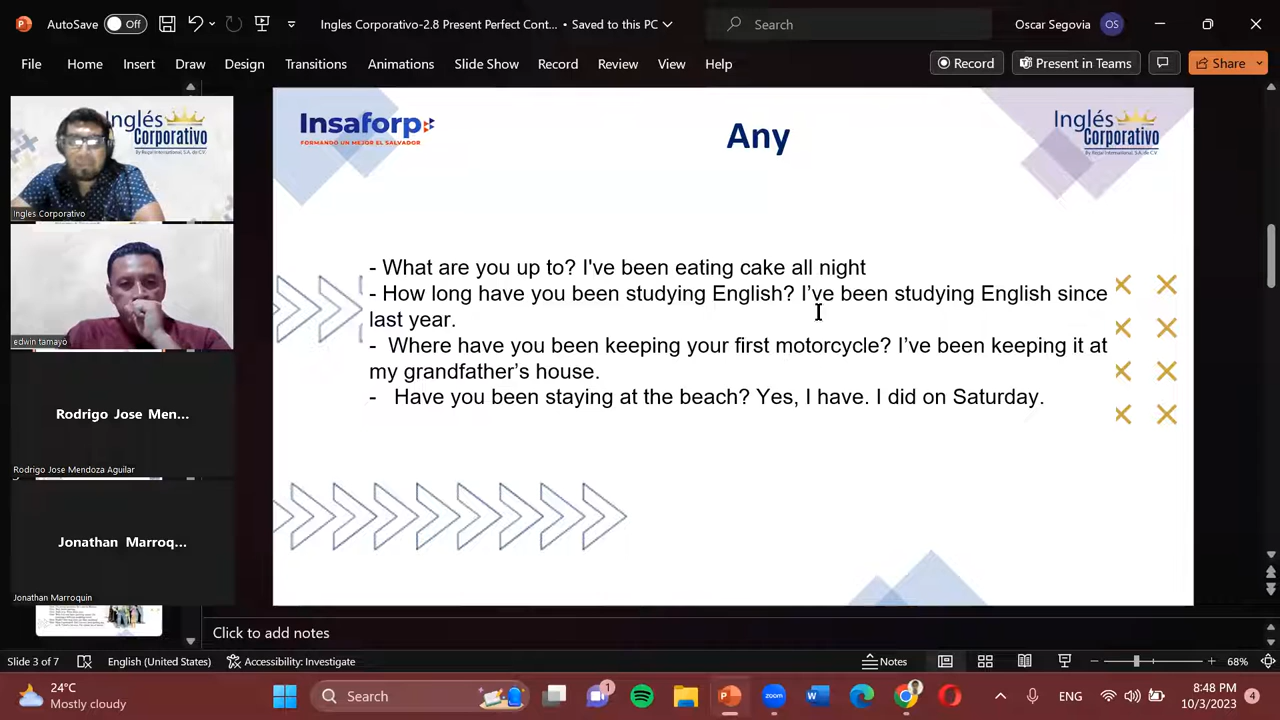 AutoSave Off
Ingles Corporativo-2.8 Present Perfect Cont... • Saved to this PC
Search
Oscar Segovia OS
File Home Insert Draw Design Transitions Animations Slide Show Record Review View Help
Record Present in Teams Share
Inglés
Corporativo
Ingles Corporativo
edwin tamayo
Rodrigo Jose Men...
Rodrigo Jose Mendoza Aguilar
Jonathan Marroq...
Jonathan Marroquin
Insaforp
FORMANDO UN MEJOR EL SALVADOR
Any
Inglés
Corporativo
By Regal International, S.A. de C.V.
- What are you up to? I've been eating cake all night
- How long have you been studying English? I’ve been studying English since
last year.
- Where have you been keeping your first motorcycle? I’ve been keeping it at
my grandfather’s house.
- Have you been staying at the beach? Yes, I have. I did on Saturday.
Click to add notes
Slide 3 of 7 English (United States) Accessibility: Investigate Notes 68%
24°C
Mostly cloudy
Search
1
zoom
ENG
8:48 PM
10/3/2023
4